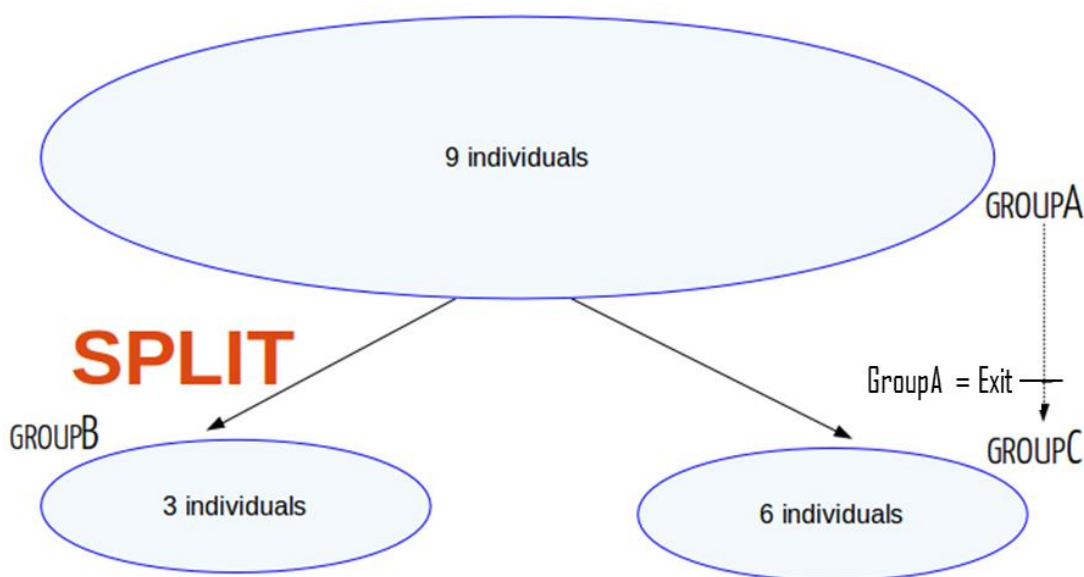 9 individuals
GROUPA
SPLIT
GroupA = Exit
GROUPB
GROUPC
3 individuals
6 individuals